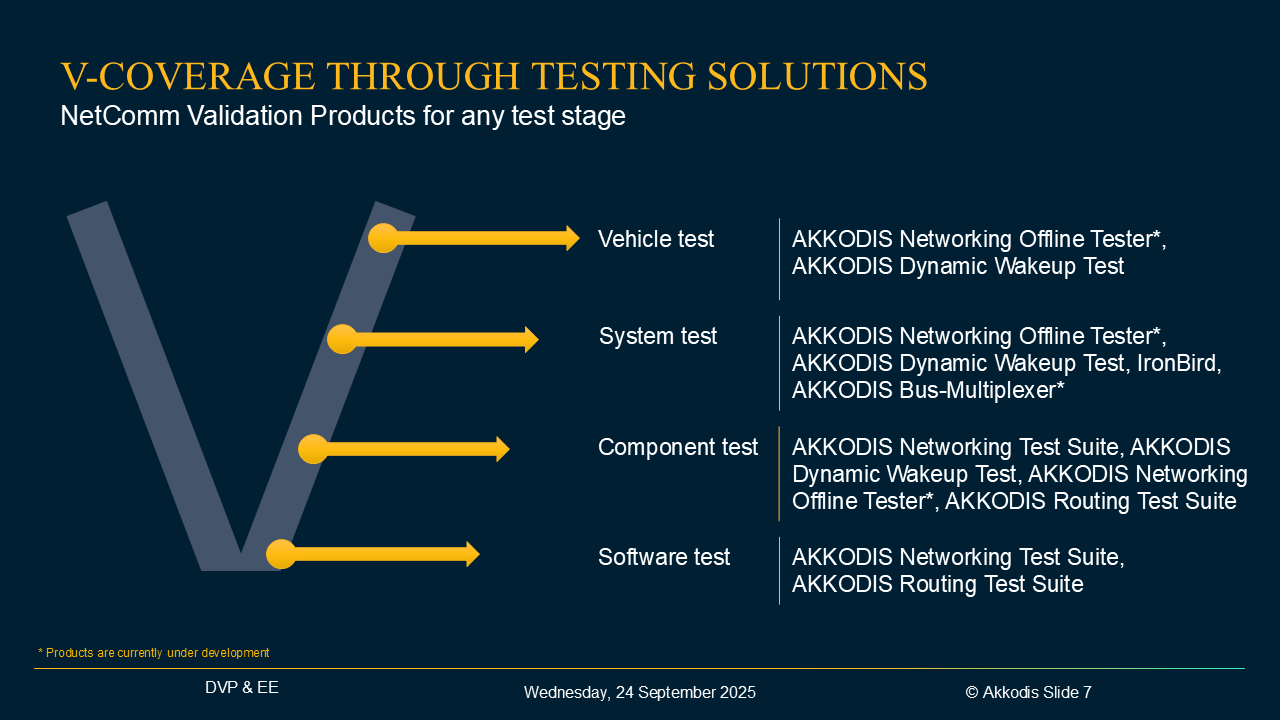 V-COVERAGE THROUGH TESTING SOLUTIONS
NetComm Validation Products for any test stage
Vehicle test
AKKODIS Networking Offline Tester*,
AKKODIS Dynamic Wakeup Test
System test
AKKODIS Networking Offline Tester*,
AKKODIS Dynamic Wakeup Test, IronBird,
AKKODIS Bus-Multiplexer*
Component test
AKKODIS Networking Test Suite, AKKODIS
Dynamic Wakeup Test, AKKODIS Networking
Offline Tester*, AKKODIS Routing Test Suite
Software test
AKKODIS Networking Test Suite,
AKKODIS Routing Test Suite
* Products are currently under development
DVP & EE
Wednesday, 24 September 2025
© Akkodis Slide 7